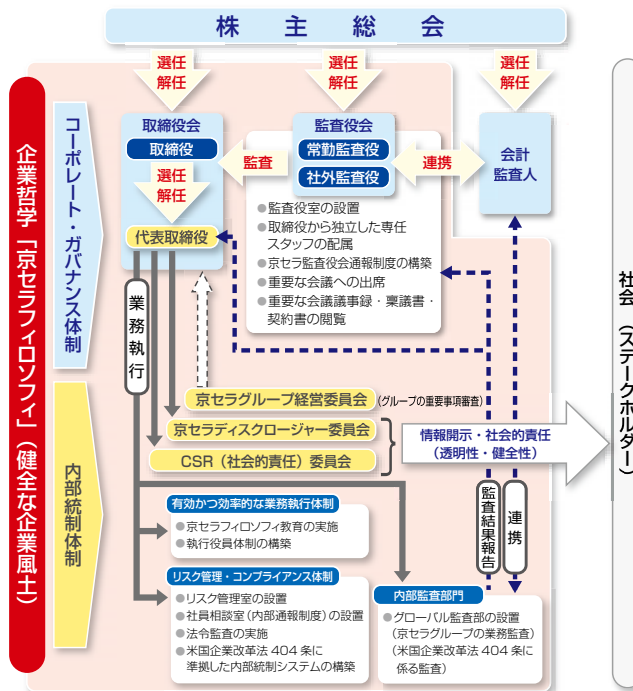 株主総会
選任
解任
選任
解任
選任
解任
企業哲学「京セラフィロソフィ」（健全な企業風土）
コーポレート・ガバナンス体制
内部統制体制
取締役会
取締役
選任
解任
代表取締役
監査
監査役会
常勤監査役
社外監査役
連携
会計
監査人
●監査役室の設置
●取締役から独立した専任
スタッフの配属
●京セラ監査役会通報制度の構築
●重要な会議への出席
●重要な会議議事録・稟議書・
契約書の閲覧
業務執行
京セラグループ経営委員会
(グループの重要事項審査)
京セラディスクロージャー委員会
CSR（社会的責任）委員会
情報開示・社会的責任
（透明性・健全性）
社会（ステークホルダー）
監査結果報告
連携
有効かつ効率的な業務執行体制
●京セラフィロソフィ教育の実施
●執行役員体制の構築
リスク管理・コンプライアンス体制
●リスク管理室の設置
●社員相談室（内部通報制度）の設置
●法令監査の実施
●米国企業改革法 404 条に
準拠した内部統制システムの構築
内部監査部門
●グローバル監査部の設置
（京セラグループの業務監査）
（米国企業改革法 404 条に
係る監査）